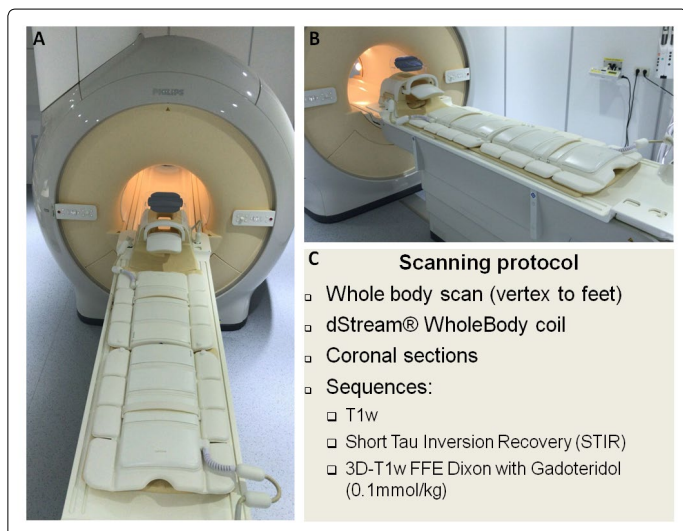 A
PHILIPS
B
C
Scanning protocol
Whole body scan (vertex to feet)
dStream® WholeBody coil
Coronal sections
Sequences:
T1w
Short Tau Inversion Recovery (STIR)
3D-T1w FFE Dixon with Gadoteridol
(0.1mmol/kg)